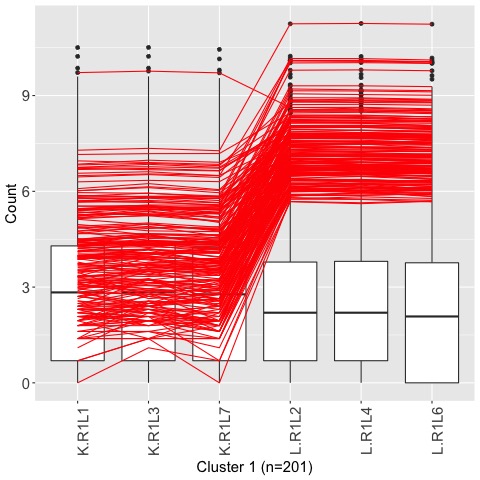 9
6
3
0
Count
K.R1L1
K.R1L3
K.R1L7
L.R1L2
L.R1L4
L.R1L6
Cluster 1 (n=201)